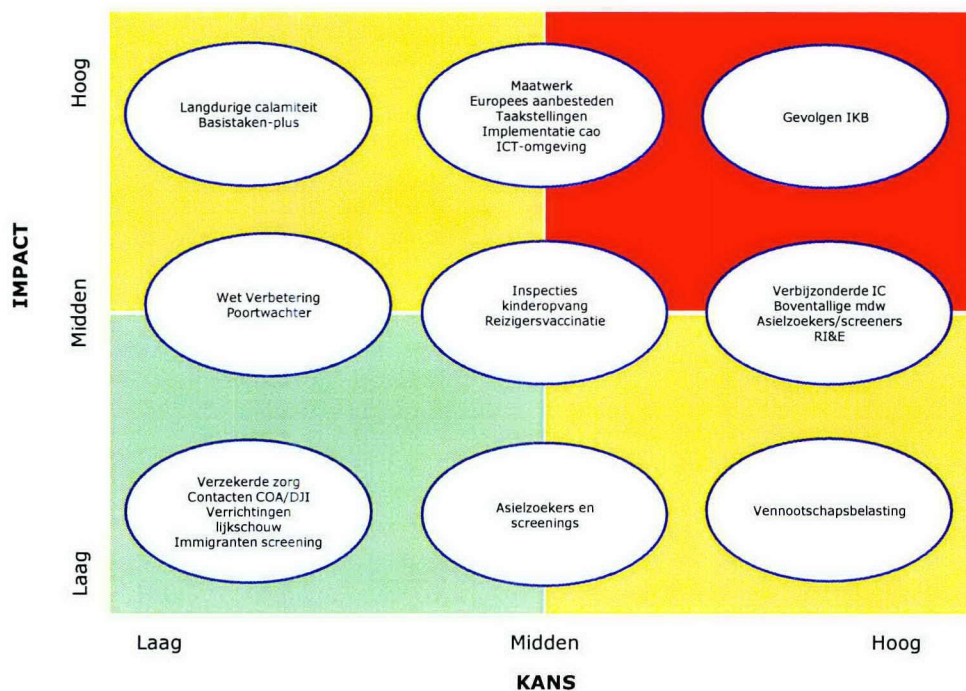 Hoog
Langdurige calamiteit
Basistaken-plus
Maatwerk
Europees aanbesteden
Taakstellingen
Implementatie cao
ICT-omgeving
Gevolgen IKB
IMPACT
Midden
Wet Verbetering
Poortwachter
Inspecties
kinderopvang
Reizigersvaccinatie
Verbijzonderde IC
Boventallige mdw
Asielzoekers/screeners
RI&E
Laag
Verzekerde zorg
Contacten COA/DJI
Verrichtingen
lijkschouw
Immigranten screening
Asielzoekers en
screenings
Vennootschapsbelasting
Laag
Midden
Hoog
KANS